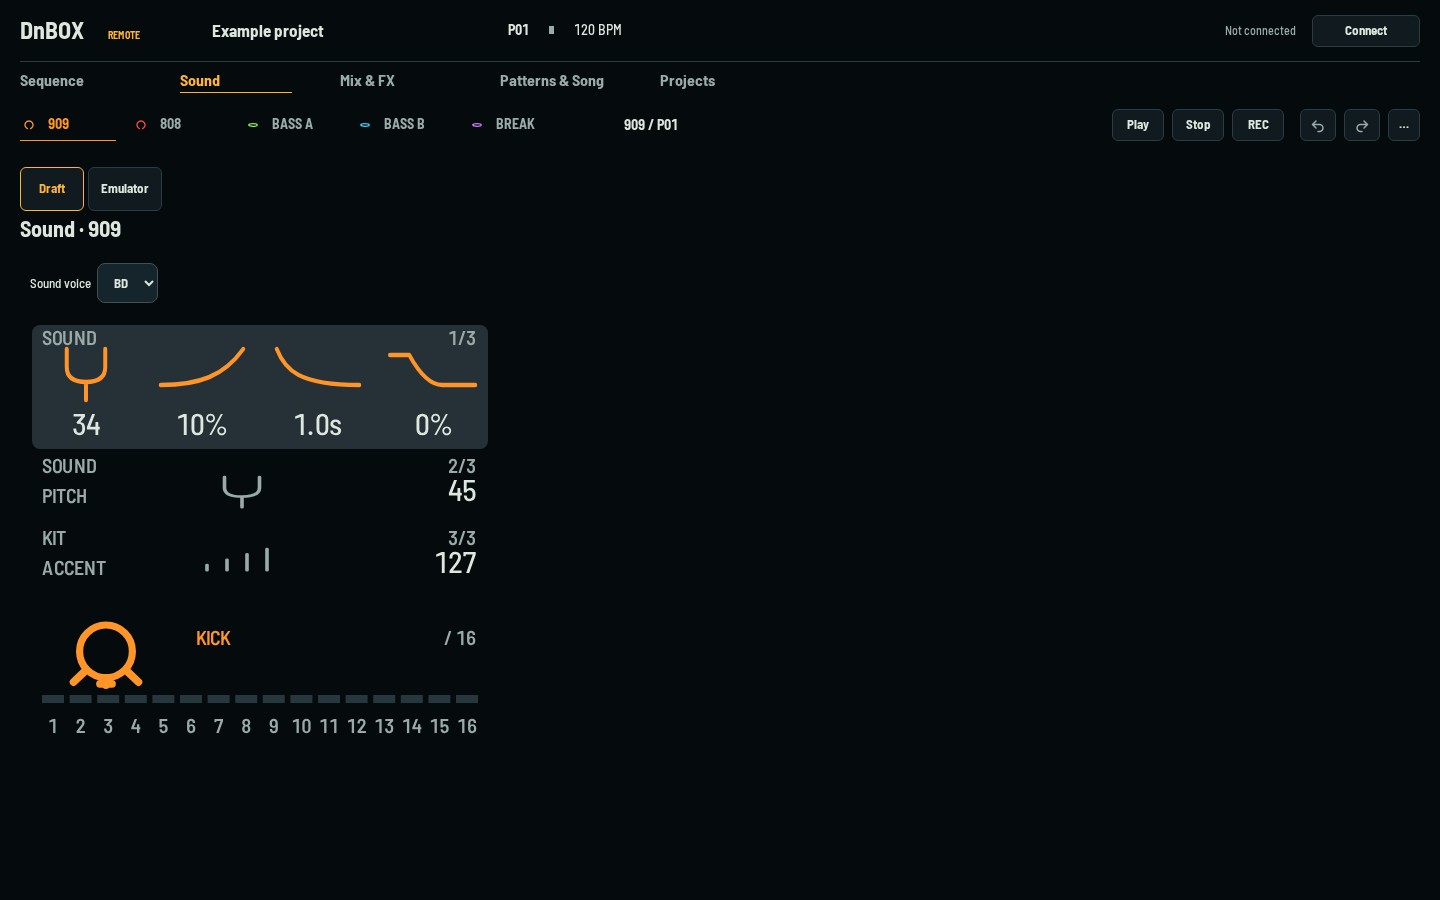 DnBOX REMOTE Example project P01 120 BPM Not connected Connect
Sequence Sound Mix & FX Patterns & Song Projects
909 808 BASS A BASS B BREAK 909 / P01 Play Stop REC ...
Draft Emulator
Sound · 909
Sound voice BD
SOUND 1/3
34 10% 1.0s 0%
SOUND 2/3
PITCH 45
KIT 3/3
ACCENT 127
KICK / 16
1 2 3 4 5 6 7 8 9 10 11 12 13 14 15 16